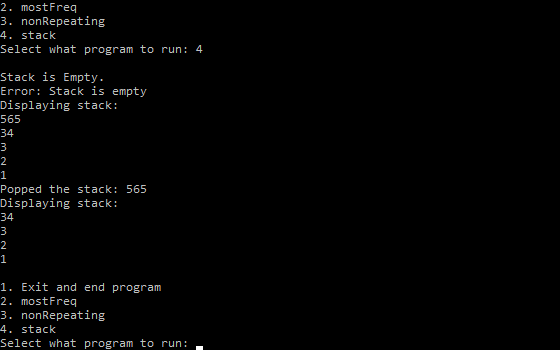 2. mostFreq
3. nonRepeating
4. stack
Select what program to run: 4
Stack is Empty.
Error: Stack is empty
Displaying stack:
565
34
3
2
1
Popped the stack: 565
Displaying stack:
34
3
2
1
1. Exit and end program
2. mostFreq
3. nonRepeating
4. stack
Select what program to run: